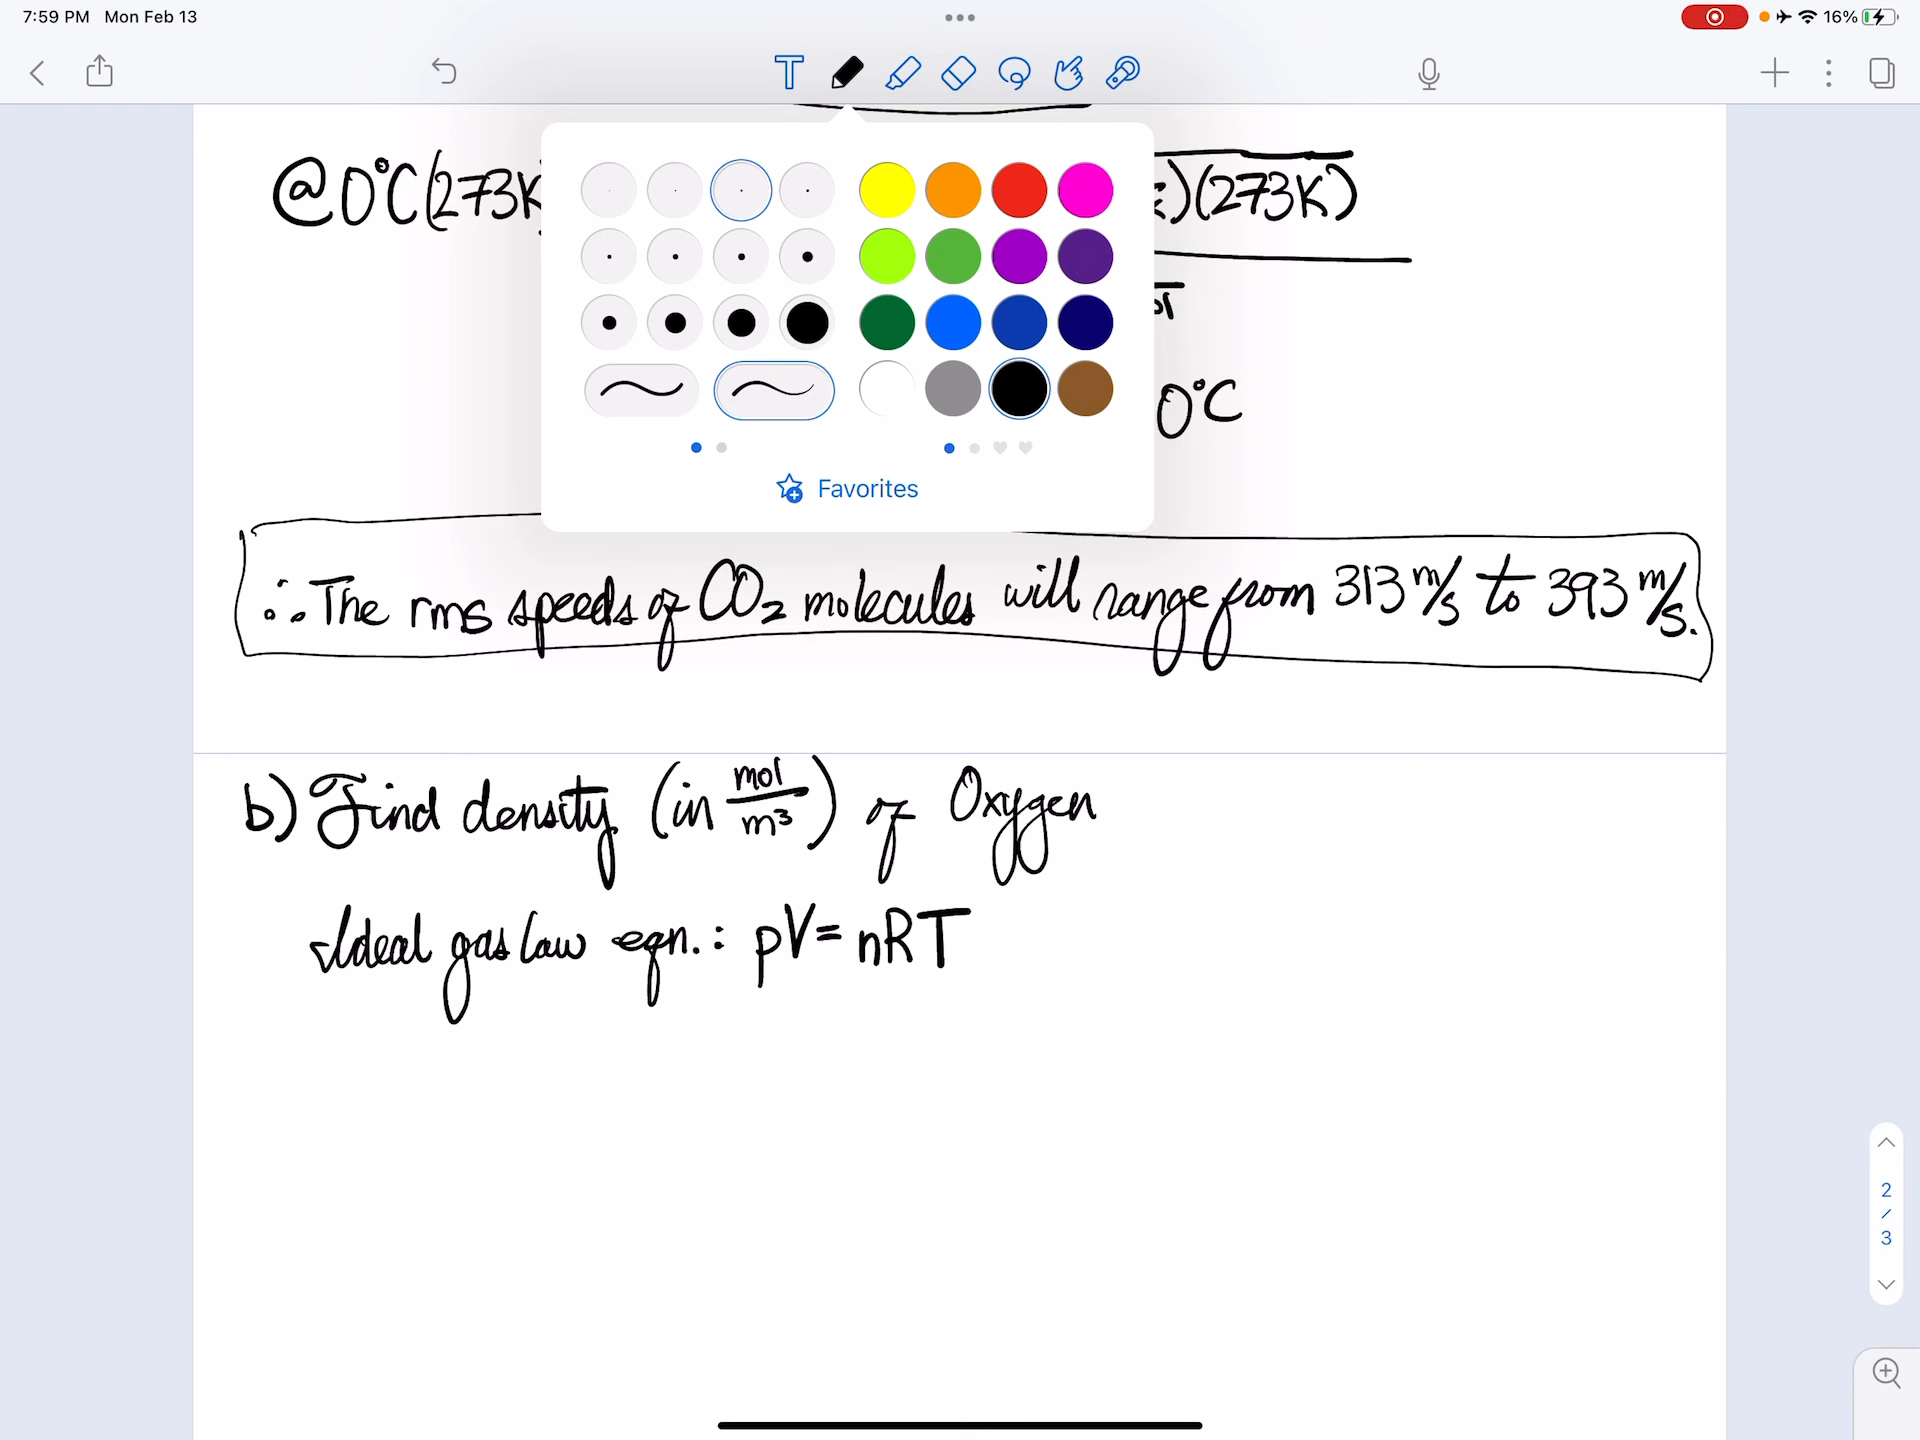 7:59 PM Mon Feb 13
16%
T
@0°C(273K
)(273K)
0°C
Favorites
∴ The rms speeds of CO₂ molecules will range from 313 m/s to 393 m/s.
b) Find density (in mol/m³) of Oxygen
Ideal gas law eqn.: pV = nRT
2
/
3